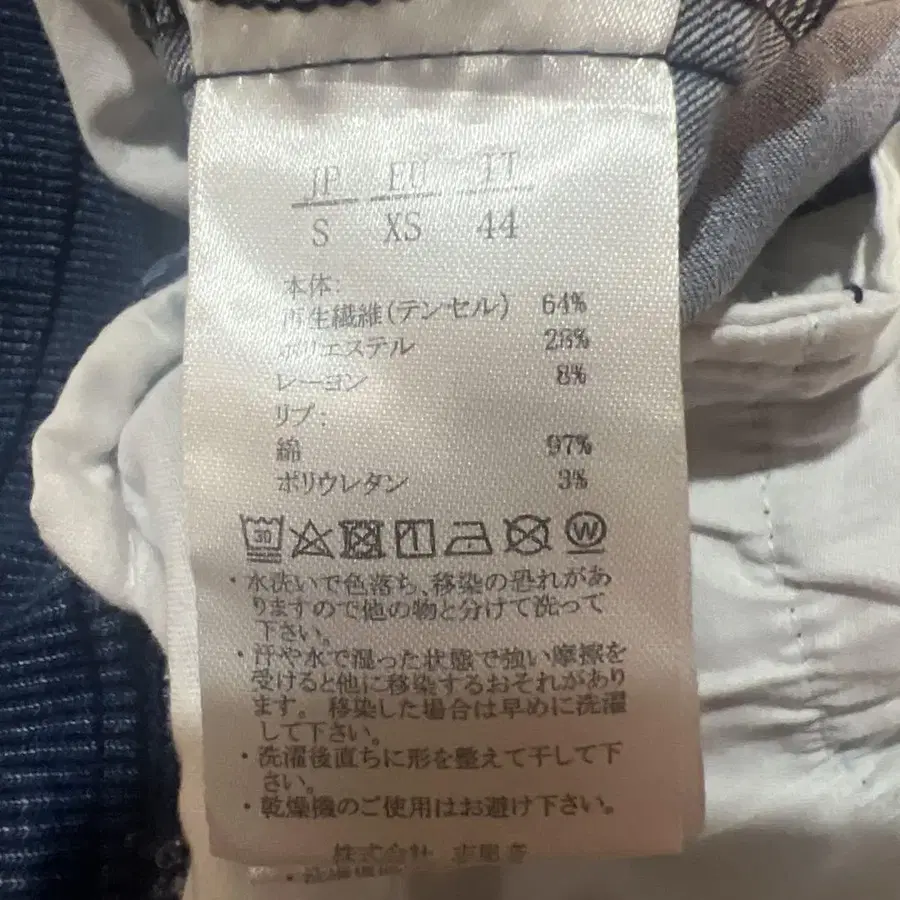 JP EU IT
S XS 44
本体:
再生繊維(テンセル) 64%
ポリエステル 28%
レーヨン 8%
リブ:
綿 97%
ポリウレタン 3%
30 W
・水洗いで色落ち、移染の恐れがあ
りますので他の物と分けて洗って
下さい。
・汗や水で湿った状態で強い摩擦を
受けると他に移染するおそれがあり
ます。移染した場合は早めに洗濯
して下さい。
・洗濯後直ちに形を整えて干して下
さい。
・乾燥機のご使用はお避け下さい。
株式会社